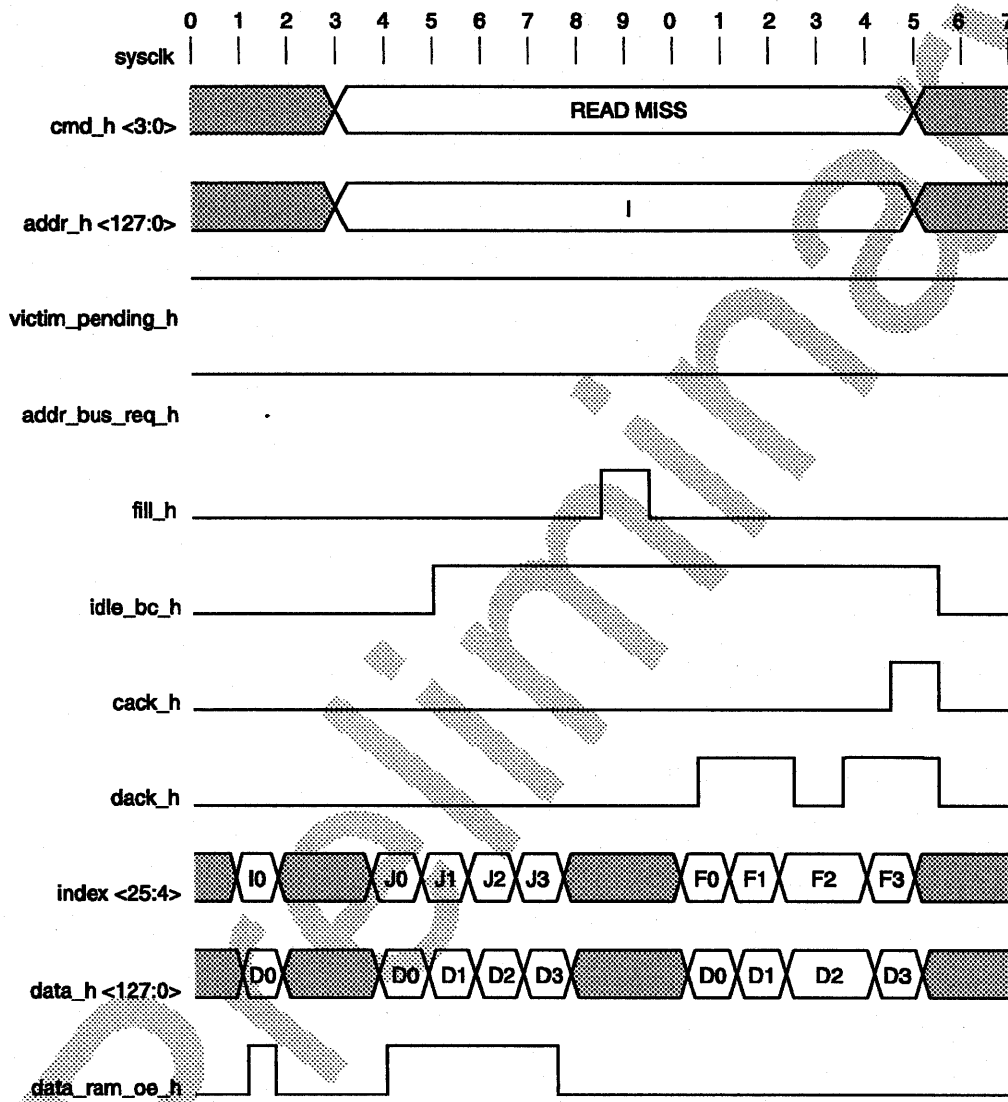 0 1 2 3 4 5 6 7 8 9 0 1 2 3 4 5 6 7
sysclk
cmd_h <3:0> READ MISS
addr_h <127:0> I
victim_pending_h
addr_bus_req_h
fill_h
idle_bc_h
cack_h
dack_h
index <25:4> I0 J0 J1 J2 J3 F0 F1 F2 F3
data_h <127:0> D0 D0 D1 D2 D3 D0 D1 D2 D3
data_ram_oe_h